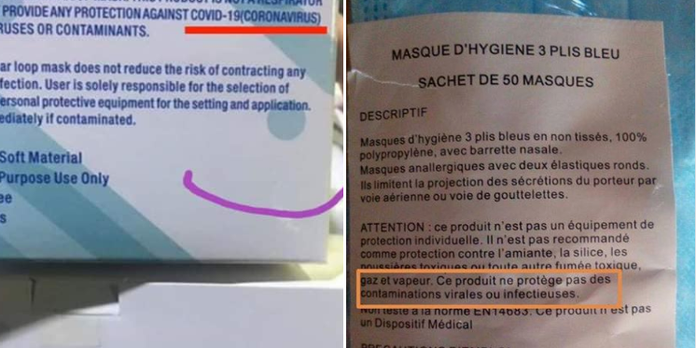 PROVIDE ANY PROTECTION AGAINST COVID-19(CORONAVIRUS)
RUSES OR CONTAMINANTS.
ar loop mask does not reduce the risk of contracting any
fection. User is solely responsible for the selection of
ersonal protective equipment for the setting and application.
ediately if contaminated.
Soft Material
Purpose Use Only
ee
s
MASQUE D'HYGIENE 3 PLIS BLEU
SACHET DE 50 MASQUES
DESCRIPTIF
Masques d'hygiène 3 plis bleus en non tissés, 100%
polypropylène, avec barrette nasale.
Masques anallergiques avec deux élastiques ronds.
Ils limitent la projection des sécrétions du porteur par
voie aérienne ou voie de gouttelettes.
ATTENTION : ce produit n'est pas un équipement de
protection individuelle. Il n'est pas recommandé
comme protection contre l'amiante, la silice, les
poussières toxiques ou toute autre fumée toxique,
gaz et vapeur. Ce produit ne protège pas des
contaminations virales ou infectieuses.
Non testé à la norme EN14683. Ce produit n'est pas
un Dispositif Médical